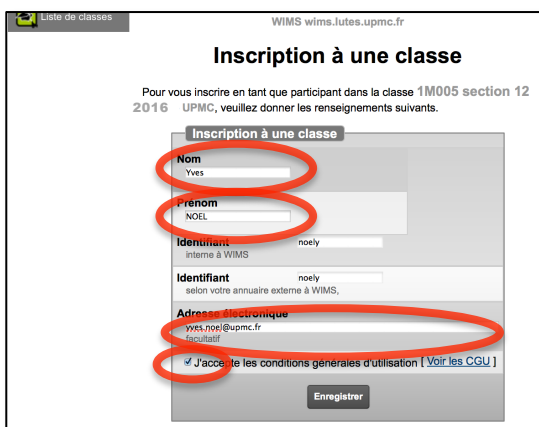 Liste de classes
WIMS wims.lutes.upmc.fr
Inscription à une classe
Pour vous inscrire en tant que participant dans la classe 1M005 section 12
2016 UPMC, veuillez donner les renseignements suivants.
Inscription à une classe
Nom
Yves
Prénom
NOEL
Identifiant noely
interne à WIMS
Identifiant noely
selon votre annuaire externe à WIMS,
Adresse électronique
yves.noel@upmc.fr
facultatif
J'accepte les conditions générales d'utilisation [ Voir les CGU ]
Enregistrer